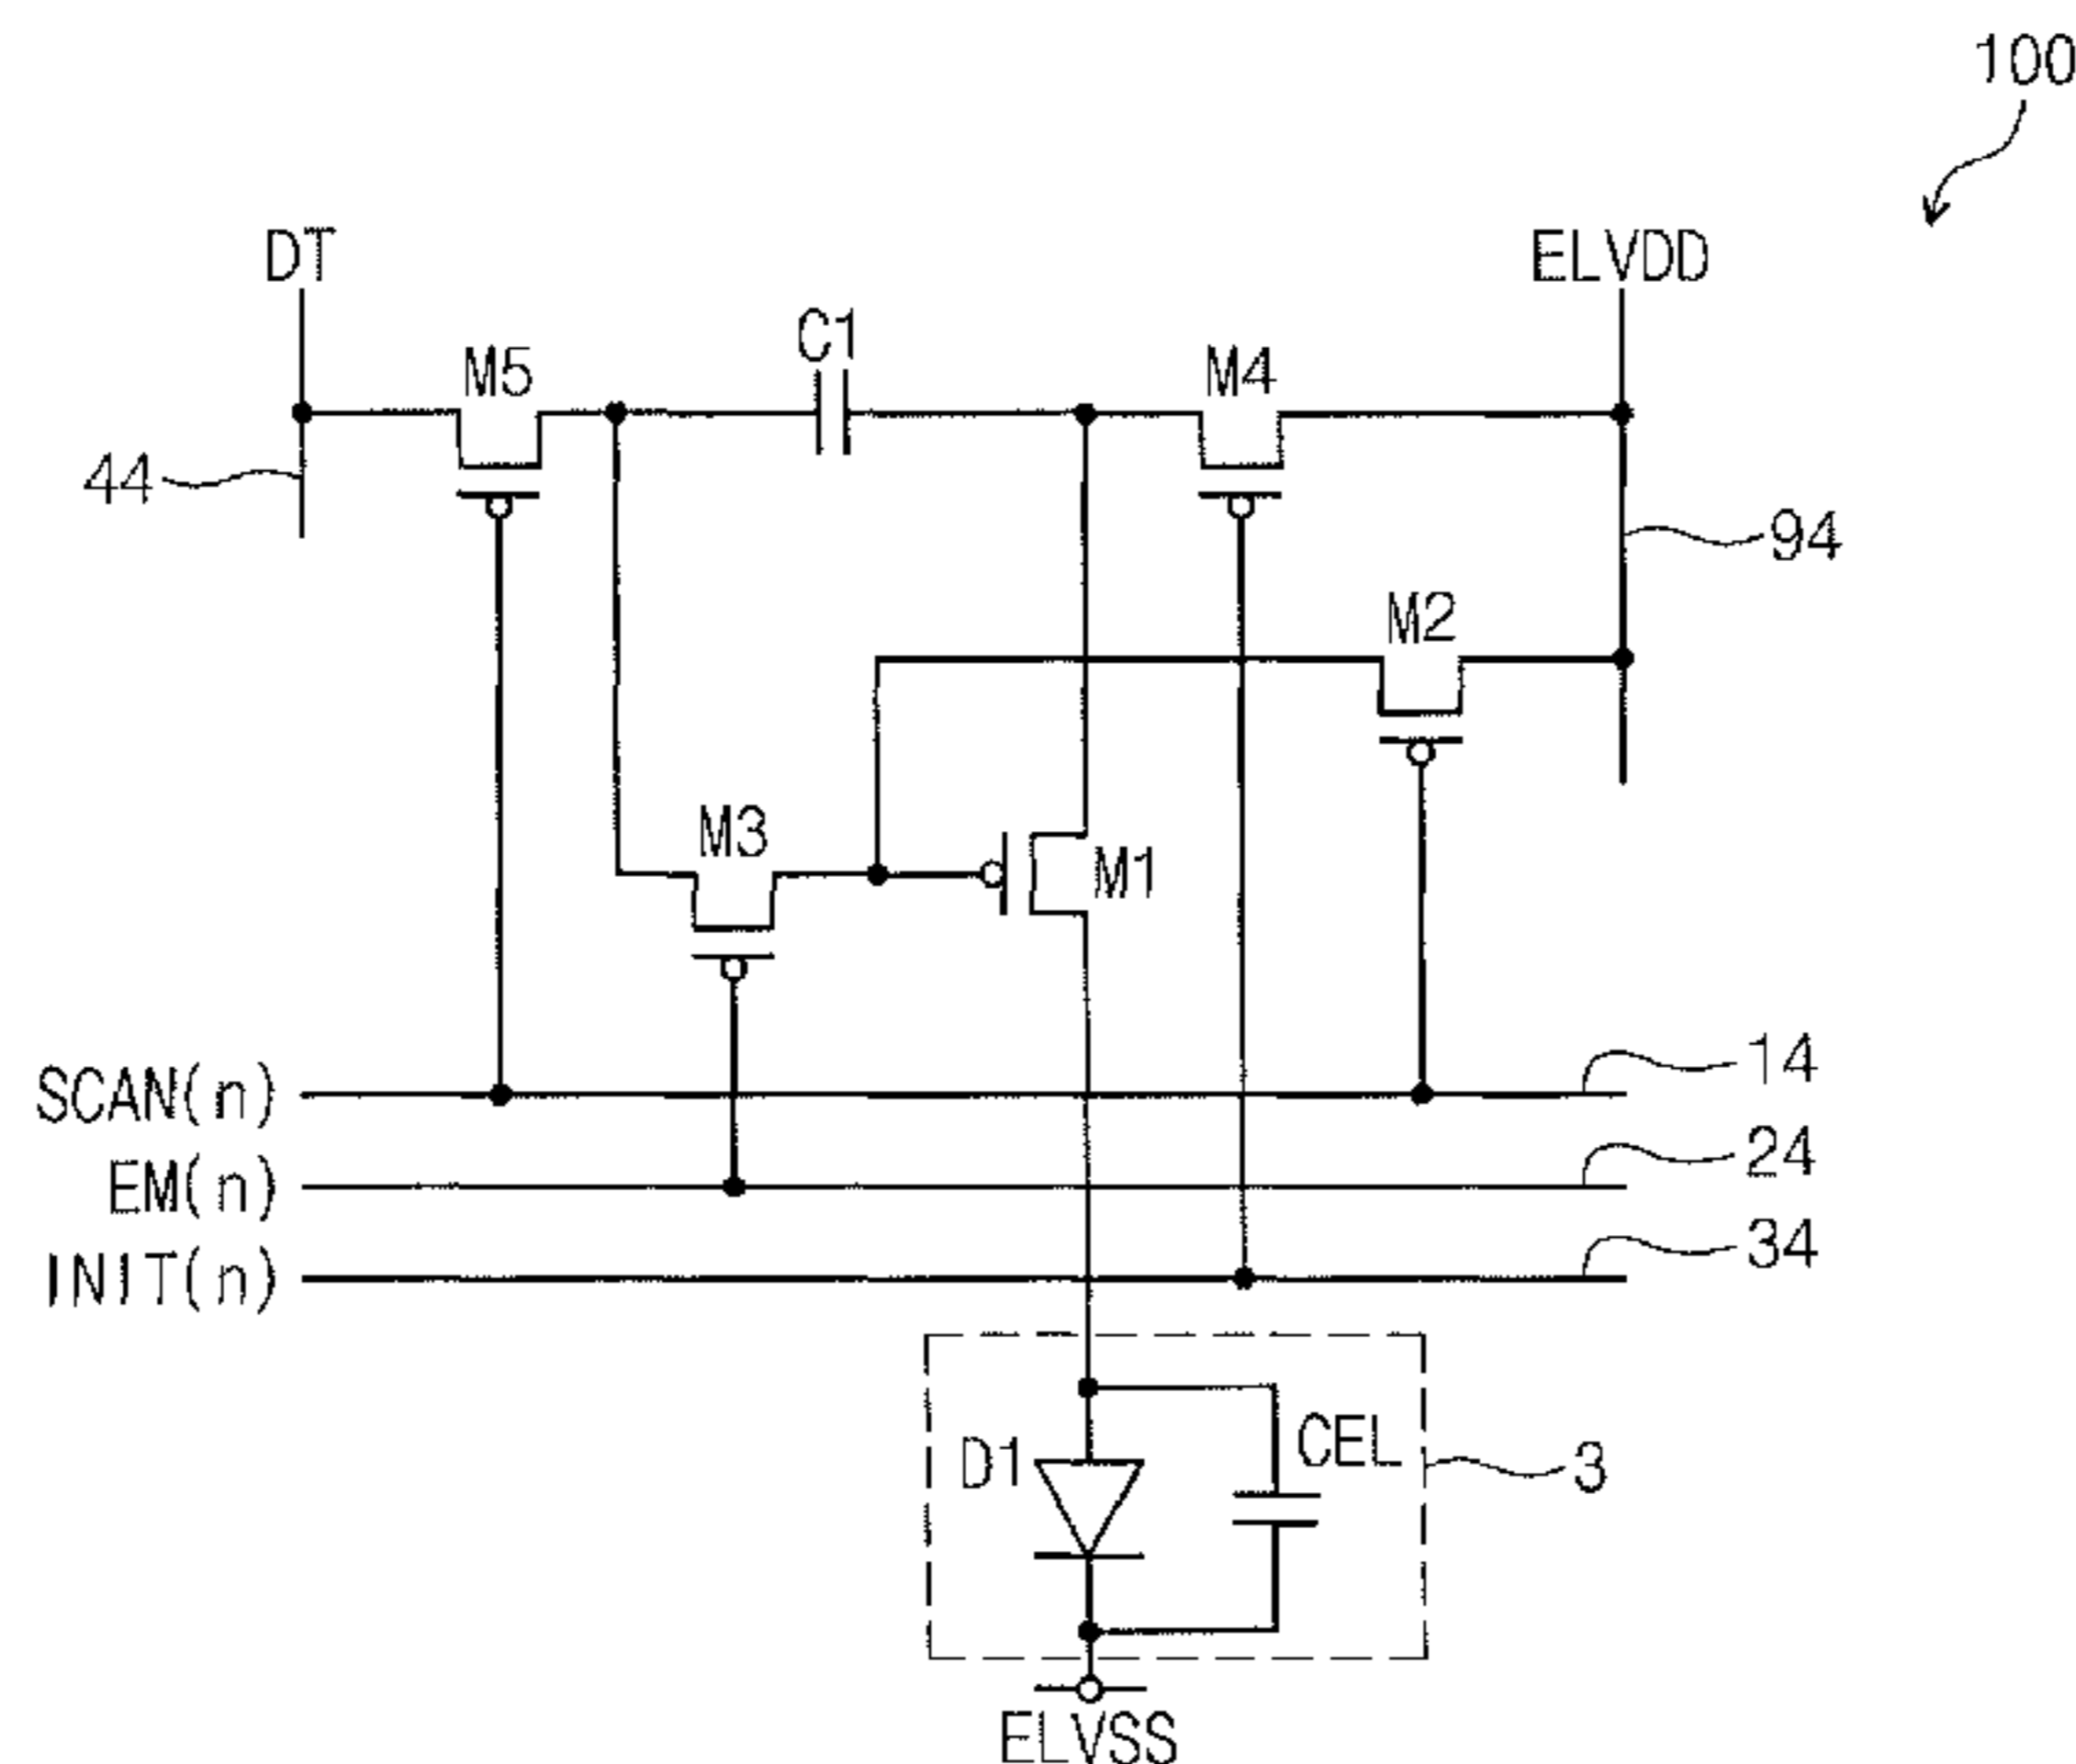 100
DT
ELVDD
C1
M5
M4
44
94
M2
M3
M1
SCAN(n)
14
EM(n)
24
INIT(n)
34
D1
CEL
3
ELVSS